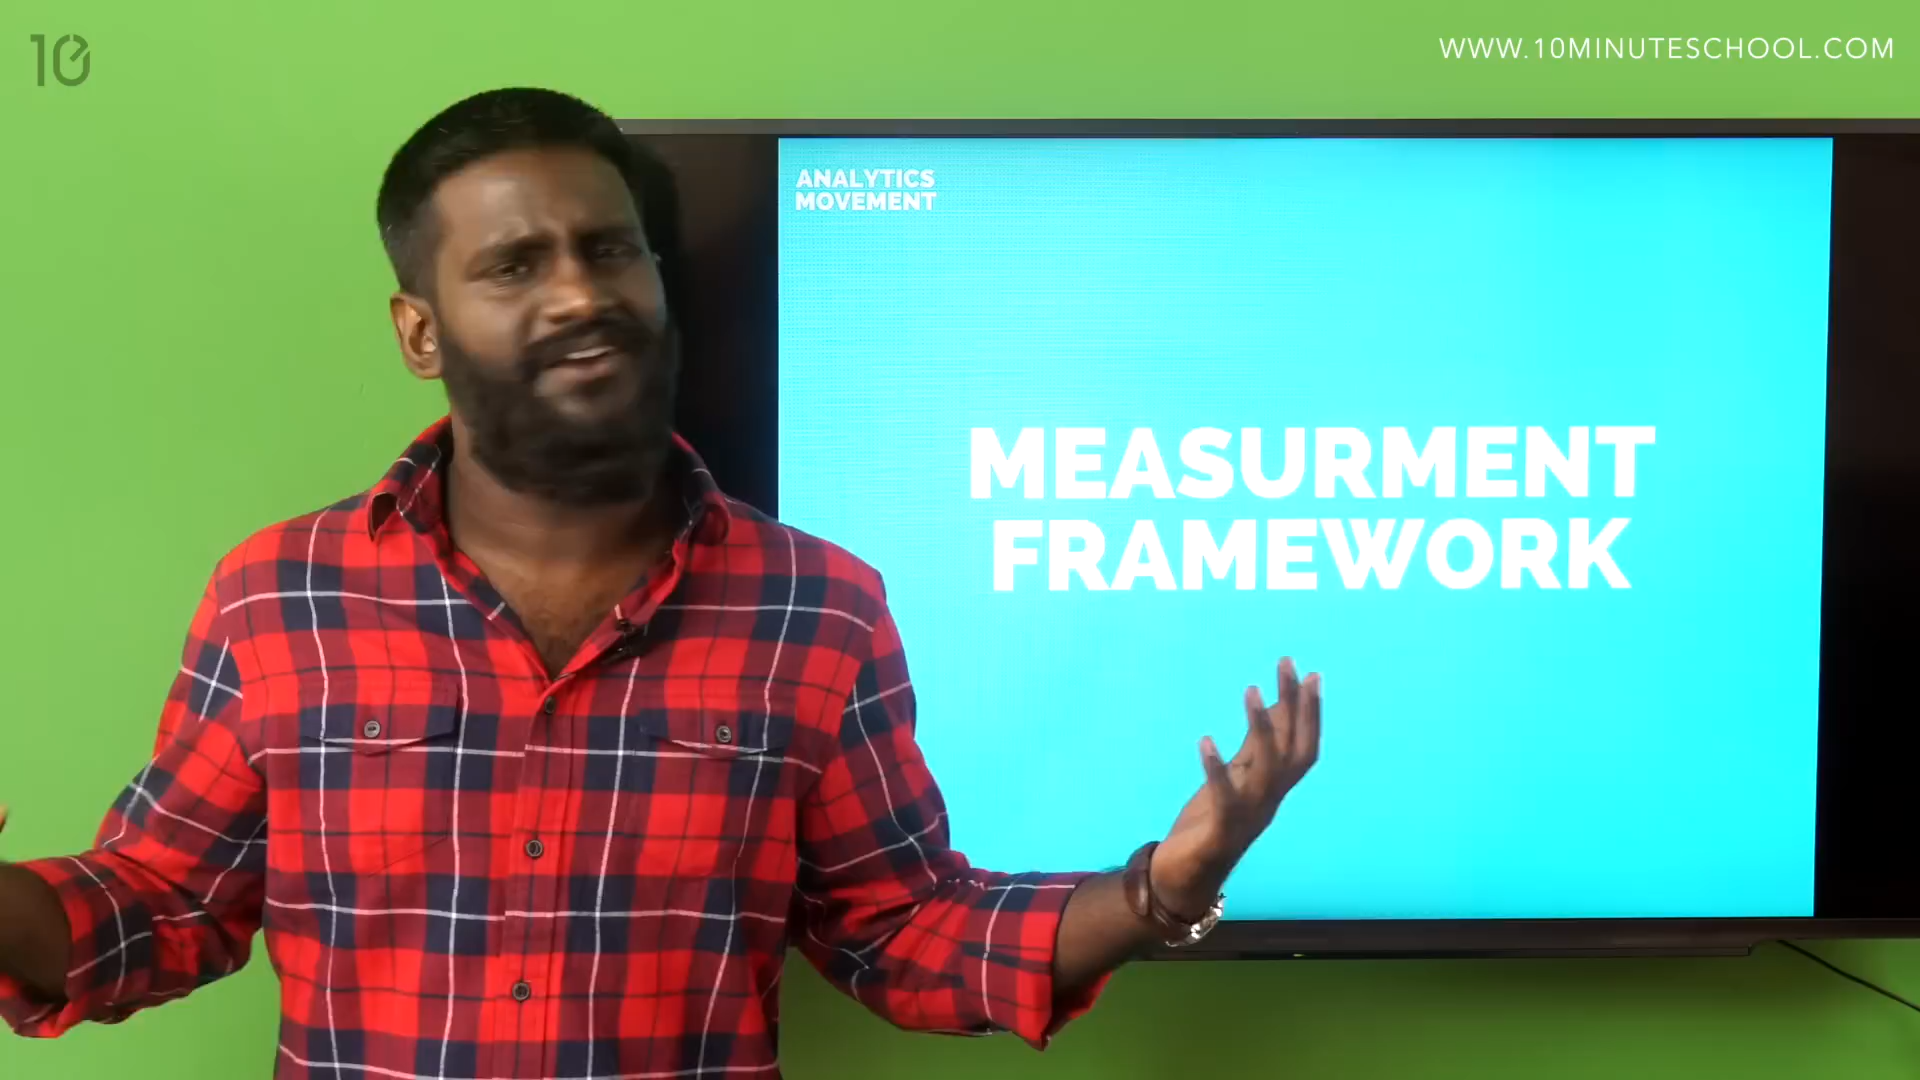 10
WWW.10MINUTESCHOOL.COM
ANALYTICS
MOVEMENT
MEASURMENT
FRAMEWORK